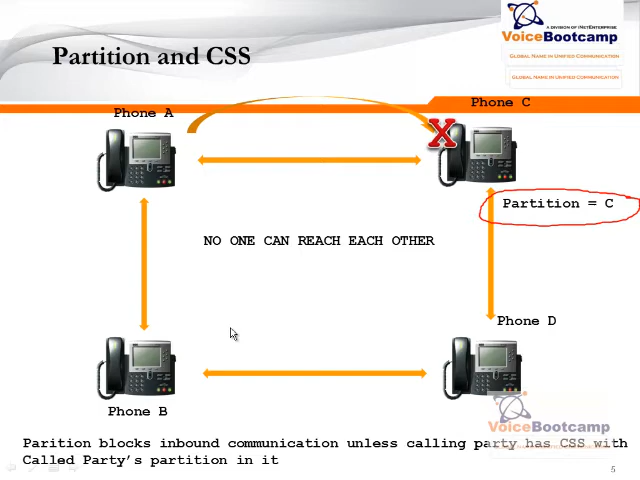 A DIVISION OF iNETENTERPRISE
VoiceBootcamp
GLOBAL NAME IN UNIFIED COMMUNICATION
GLOBAL NAME IN UNIFIED COMMUNICATION
Partition and CSS
Phone A
Phone C
X
Partition = C
NO ONE CAN REACH EACH OTHER
Phone D
Phone B
VoiceBootcamp
Parition blocks inbound communication unless calling party has CSS with
Called Party's partition in it
5